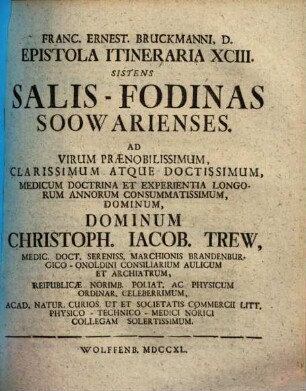 FRANC. ERNEST. BRUCKMANNI, D.
EPISTOLA ITINERARIA XCIII.
SISTENS
SALIS-FODINAS
SOOWARIENSES.
AD
VIRUM PRÆNOBILISSIMUM,
CLARISSIMUM ATQUE DOCTISSIMUM,
MEDICUM DOCTRINA ET EXPERIENTIA LONGO-
RUM ANNORUM CONSUMMATISSIMUM,
DOMINUM,
DOMINUM
CHRISTOPH. IACOB. TREW,
MEDIC. DOCT. SERENISS. MARCHIONIS BRANDENBUR-
GICO-ONOLDINI CONSILIARIUM AULICUM
ET ARCHIATRUM,
REIPUBLICÆ NORIMB. POLIAT. AC PHYSICUM
ORDINAR. CELEBERRIMUM,
ACAD. NATUR. CURIOS. UT ET SOCIETATIS COMMERCII LITT.
PHYSICO-TECHNICO-MEDICI NORICI
COLLEGAM SOLERTISSIMUM.
WOLFFENB. MDCCXL.